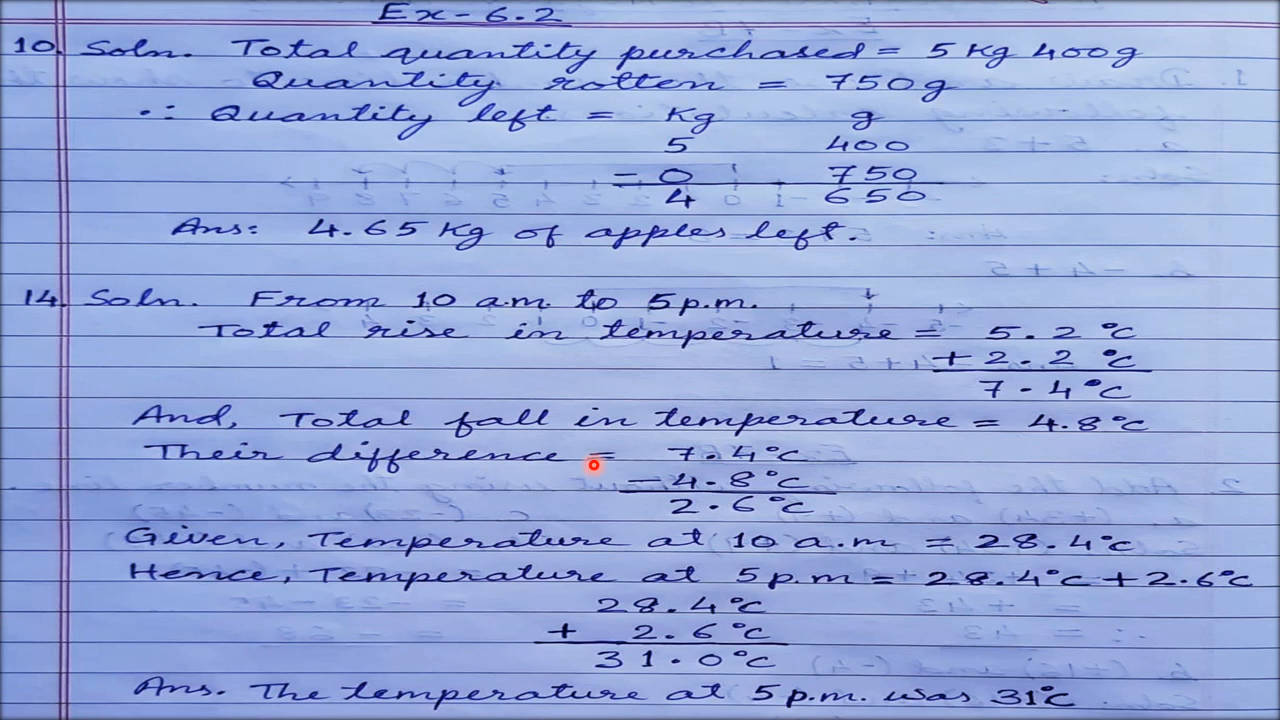 Ex-6.2
10. Soln. Total quantity purchased = 5 Kg 400g
Quantity rotten = 750g
∴ Quantity left = Kg g
5 400
- 0 750
4 650
Ans: 4.65 Kg of apples left.
14. Soln. From 10 a.m. to 5 p.m.
Total rise in temperature = 5.2°C
+ 2.2 °C
7.4°C
And, Total fall in temperature = 4.8°C
Their difference = 7.4°C
- 4.8°C
2.6°C
Given, Temperature at 10 a.m = 28.4°C
Hence, Temperature at 5 p.m = 28.4°C + 2.6°C
28.4°C
+ 2.6°C
31.0°C
Ans. The temperature at 5 p.m. was 31°C.